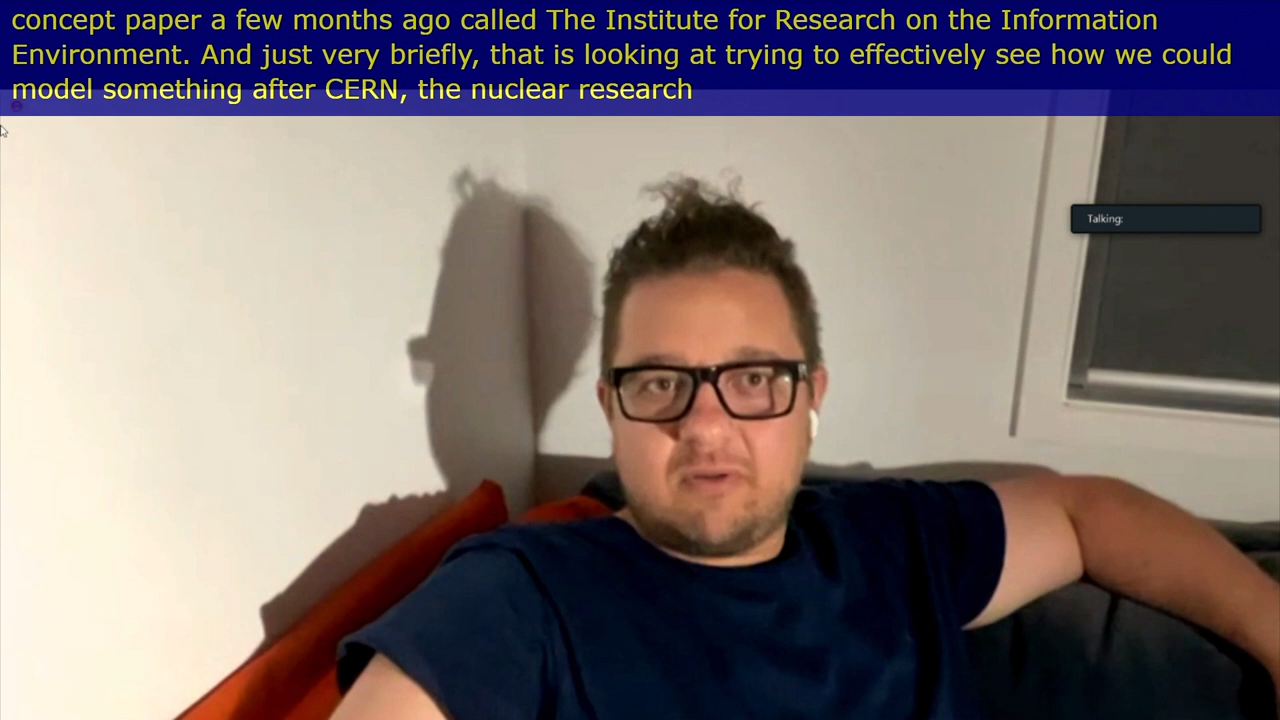 concept paper a few months ago called The Institute for Research on the Information
Environment. And just very briefly, that is looking at trying to effectively see how we could
model something after CERN, the nuclear research
Talking: